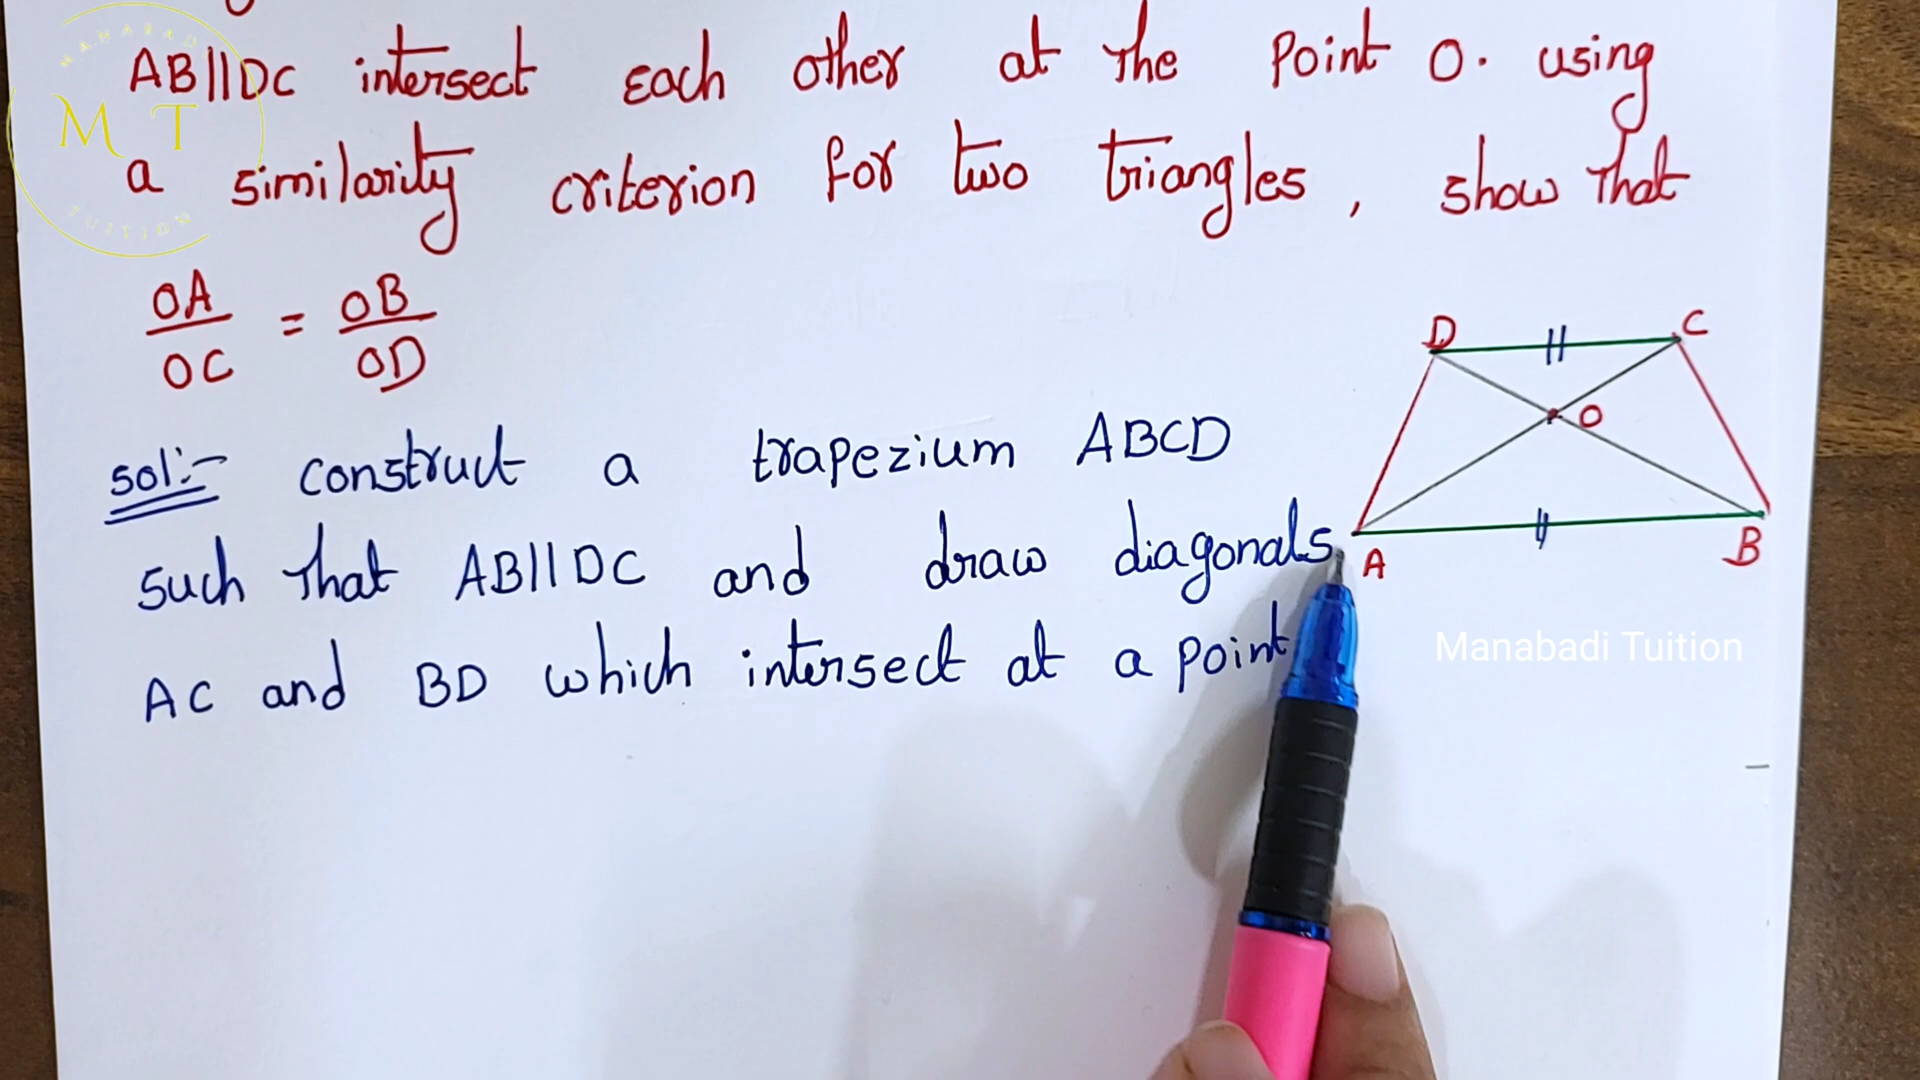 AB||DC intersect each other at the point O. using
a similarity criterion for two triangles, show that
OA/OC = OB/OD
D C
O
sol:- construct a trapezium ABCD
such that AB||DC and draw diagonals
A B
AC and BD which intersect at a point
Manabadi Tuition
MANABADI
M T
TUITION